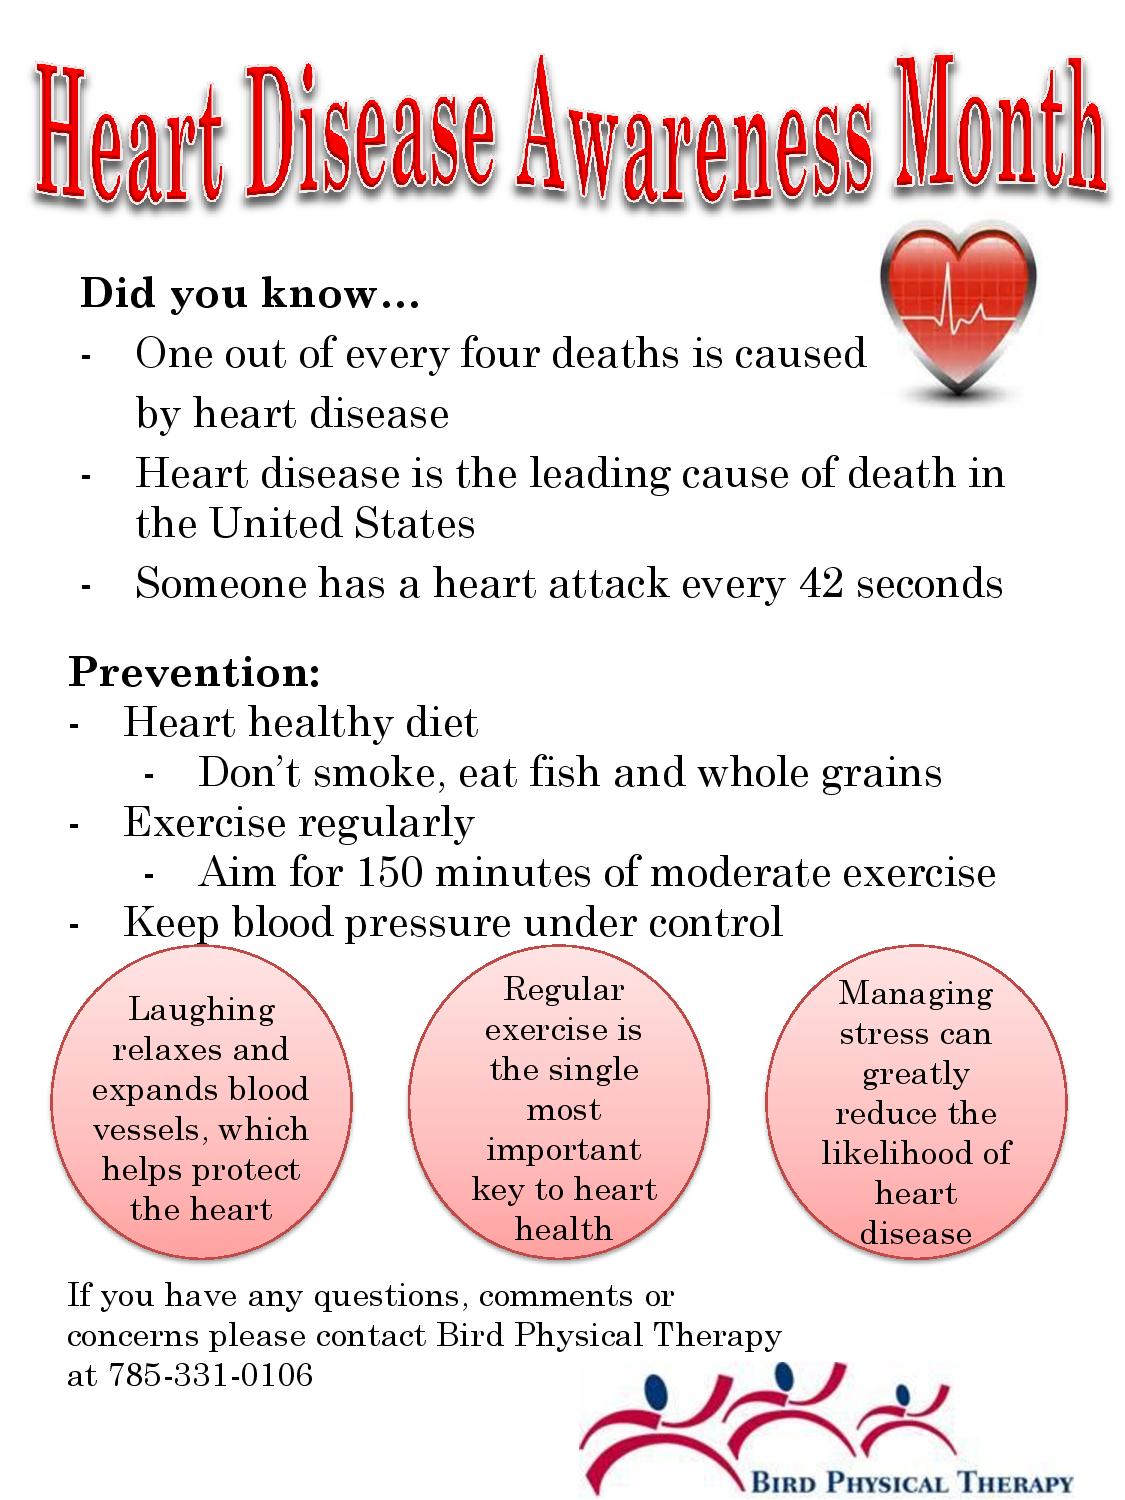 Heart Disease Awareness Month
Did you know...
- One out of every four deaths is caused
by heart disease
- Heart disease is the leading cause of death in
the United States
- Someone has a heart attack every 42 seconds
Prevention:
- Heart healthy diet
- Don't smoke, eat fish and whole grains
- Exercise regularly
- Aim for 150 minutes of moderate exercise
- Keep blood pressure under control
Laughing
relaxes and
expands blood
vessels, which
helps protect
the heart
Regular
exercise is
the single
most
important
key to heart
health
Managing
stress can
greatly
reduce the
likelihood of
heart
disease
If you have any questions, comments or
concerns please contact Bird Physical Therapy
at 785-331-0106
BIRD PHYSICAL THERAPY